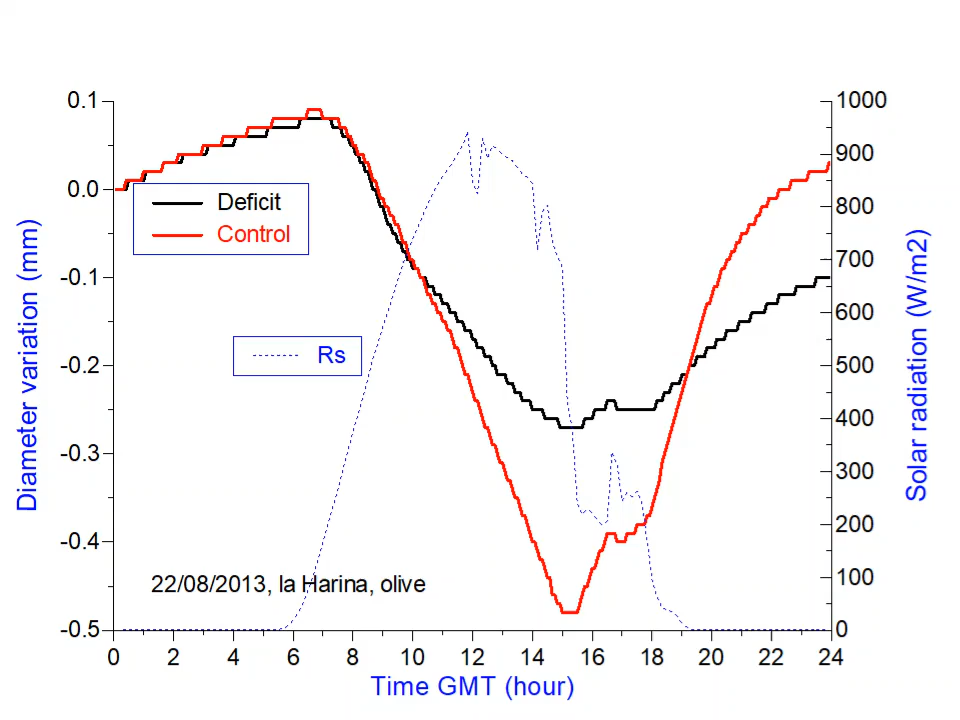 0.1
0.0
-0.1
-0.2
-0.3
-0.4
-0.5
Diameter variation (mm)
Deficit
Control
Rs
22/08/2013, la Harina, olive
0 2 4 6 8 10 12 14 16 18 20 22 24
Time GMT (hour)
1000
900
800
700
600
500
400
300
200
100
0
Solar radiation (W/m2)